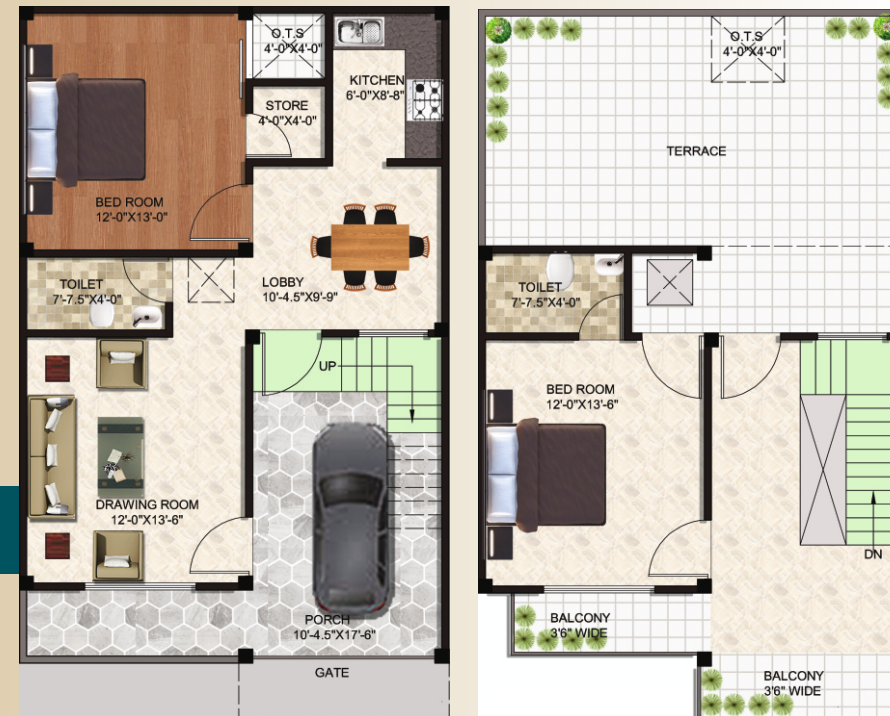 O.T.S
4'-0"X4'-0"
KITCHEN
6'-0"X8'-8"
STORE
4'-0"X4'-0"
BED ROOM
12'-0"X13'-0"
TOILET
7'-7.5"X4'-0"
LOBBY
10'-4.5"X9'-9"
UP
DRAWING ROOM
12'-0"X13'-6"
PORCH
10'-4.5"X17'-6"
GATE
O.T.S
4'-0"X4'-0"
TERRACE
TOILET
7'-7.5"X4'-0"
BED ROOM
12'-0"X13'-6"
DN
BALCONY
3'6" WIDE
BALCONY
3'6" WIDE